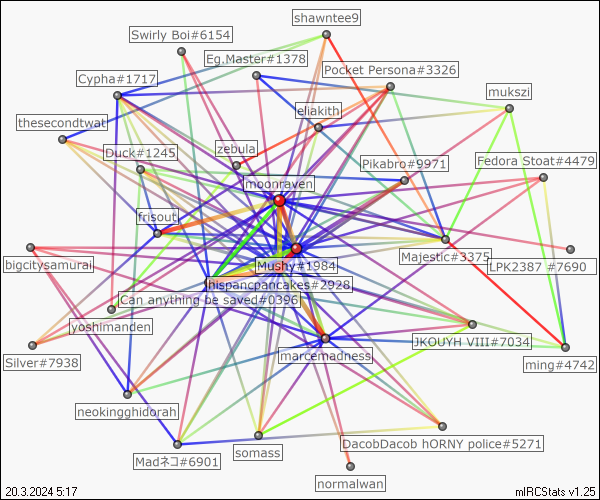 shawntee9
Swirly Boi#6154
Eg.Master#1378
Pocket Persona#3326
Cypha#1717
mukszi
eliakith
thesecondtwat
zebula
Duck#1245
Pikabro#9971
Fedora Stoat#4479
moonraven
frisout
Majestic#3375
bigcitysamurai
Mushy#1984
LPK2387 #7690
hispancpancakes#2928
Can anything be saved#0396
yoshimanden
JKOUYH VIII#7034
marcemadness
Silver#7938
ming#4742
neokingghidorah
DacobDacob hORNY police#5271
somass
Madネコ#6901
normalwan
20.3.2024 5:17
mIRCStats v1.25